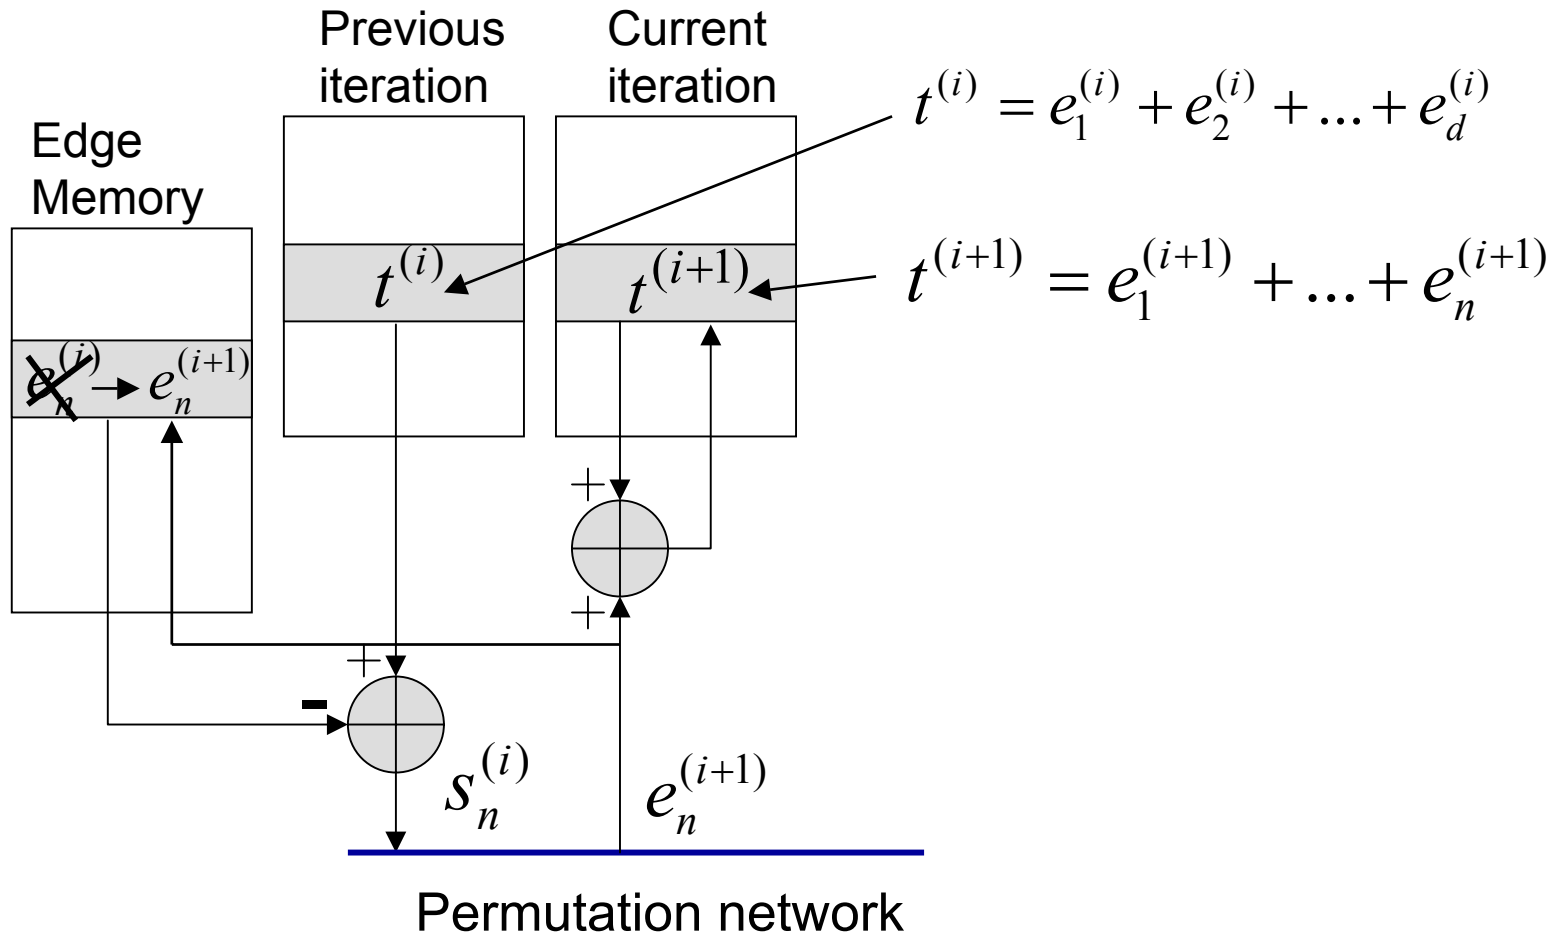 Previous
iteration
Current
iteration
t^{(i)} = e_1^{(i)} + e_2^{(i)} + ... + e_d^{(i)}
Edge
Memory
t^{(i)}
t^{(i+1)}
t^{(i+1)} = e_1^{(i+1)} + ... + e_n^{(i+1)}
e_n^{(i)} → e_n^{(i+1)}
+
+
+
-
s_n^{(i)}
e_n^{(i+1)}
Permutation network